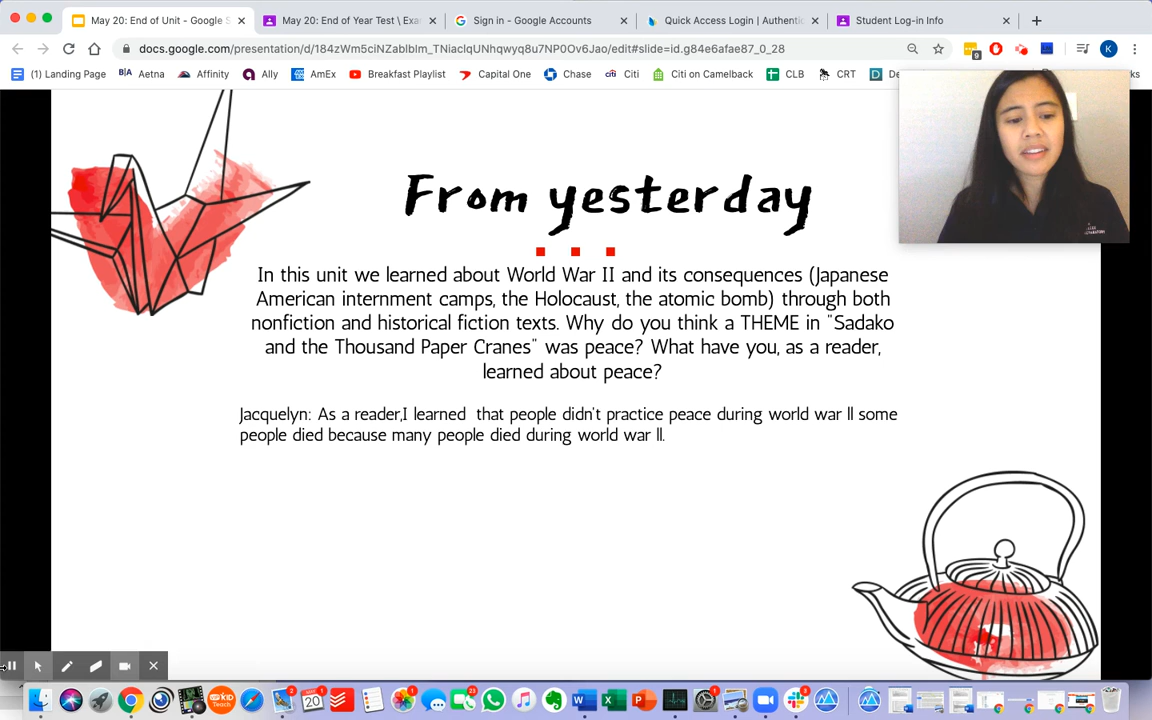 May 20: End of Unit - Google S
May 20: End of Year Test \ Exa
Sign in - Google Accounts
Quick Access Login | Authentic
Student Log-in Info
docs.google.com/presentation/d/184zWm5ciNZablblm_TNiaclqUNhqwyq8u7NP0Ov6Jao/edit#slide=id.g84e6afae87_0_28
9
K
(1) Landing Page
Aetna
Affinity
Ally
AmEx
Breakfast Playlist
Capital One
Chase
Citi
Citi on Camelback
CLB
CRT
From yesterday
In this unit we learned about World War II and its consequences (Japanese
American internment camps, the Holocaust, the atomic bomb) through both
nonfiction and historical fiction texts. Why do you think a THEME in "Sadako
and the Thousand Paper Cranes" was peace? What have you, as a reader,
learned about peace?
Jacquelyn: As a reader,I learned that people didn't practice peace during world war ll some
people died because many people died during world war ll.